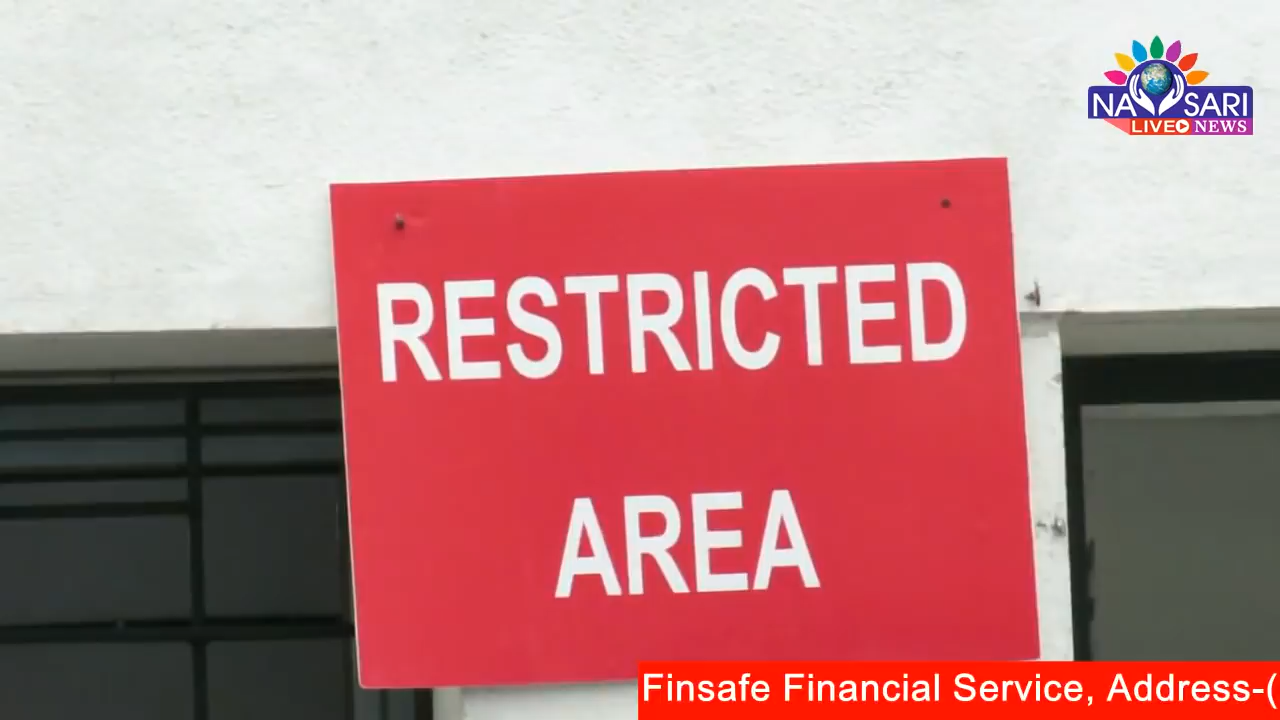 NAVSARI
LIVE NEWS
RESTRICTED
AREA
Finsafe Financial Service, Address-(